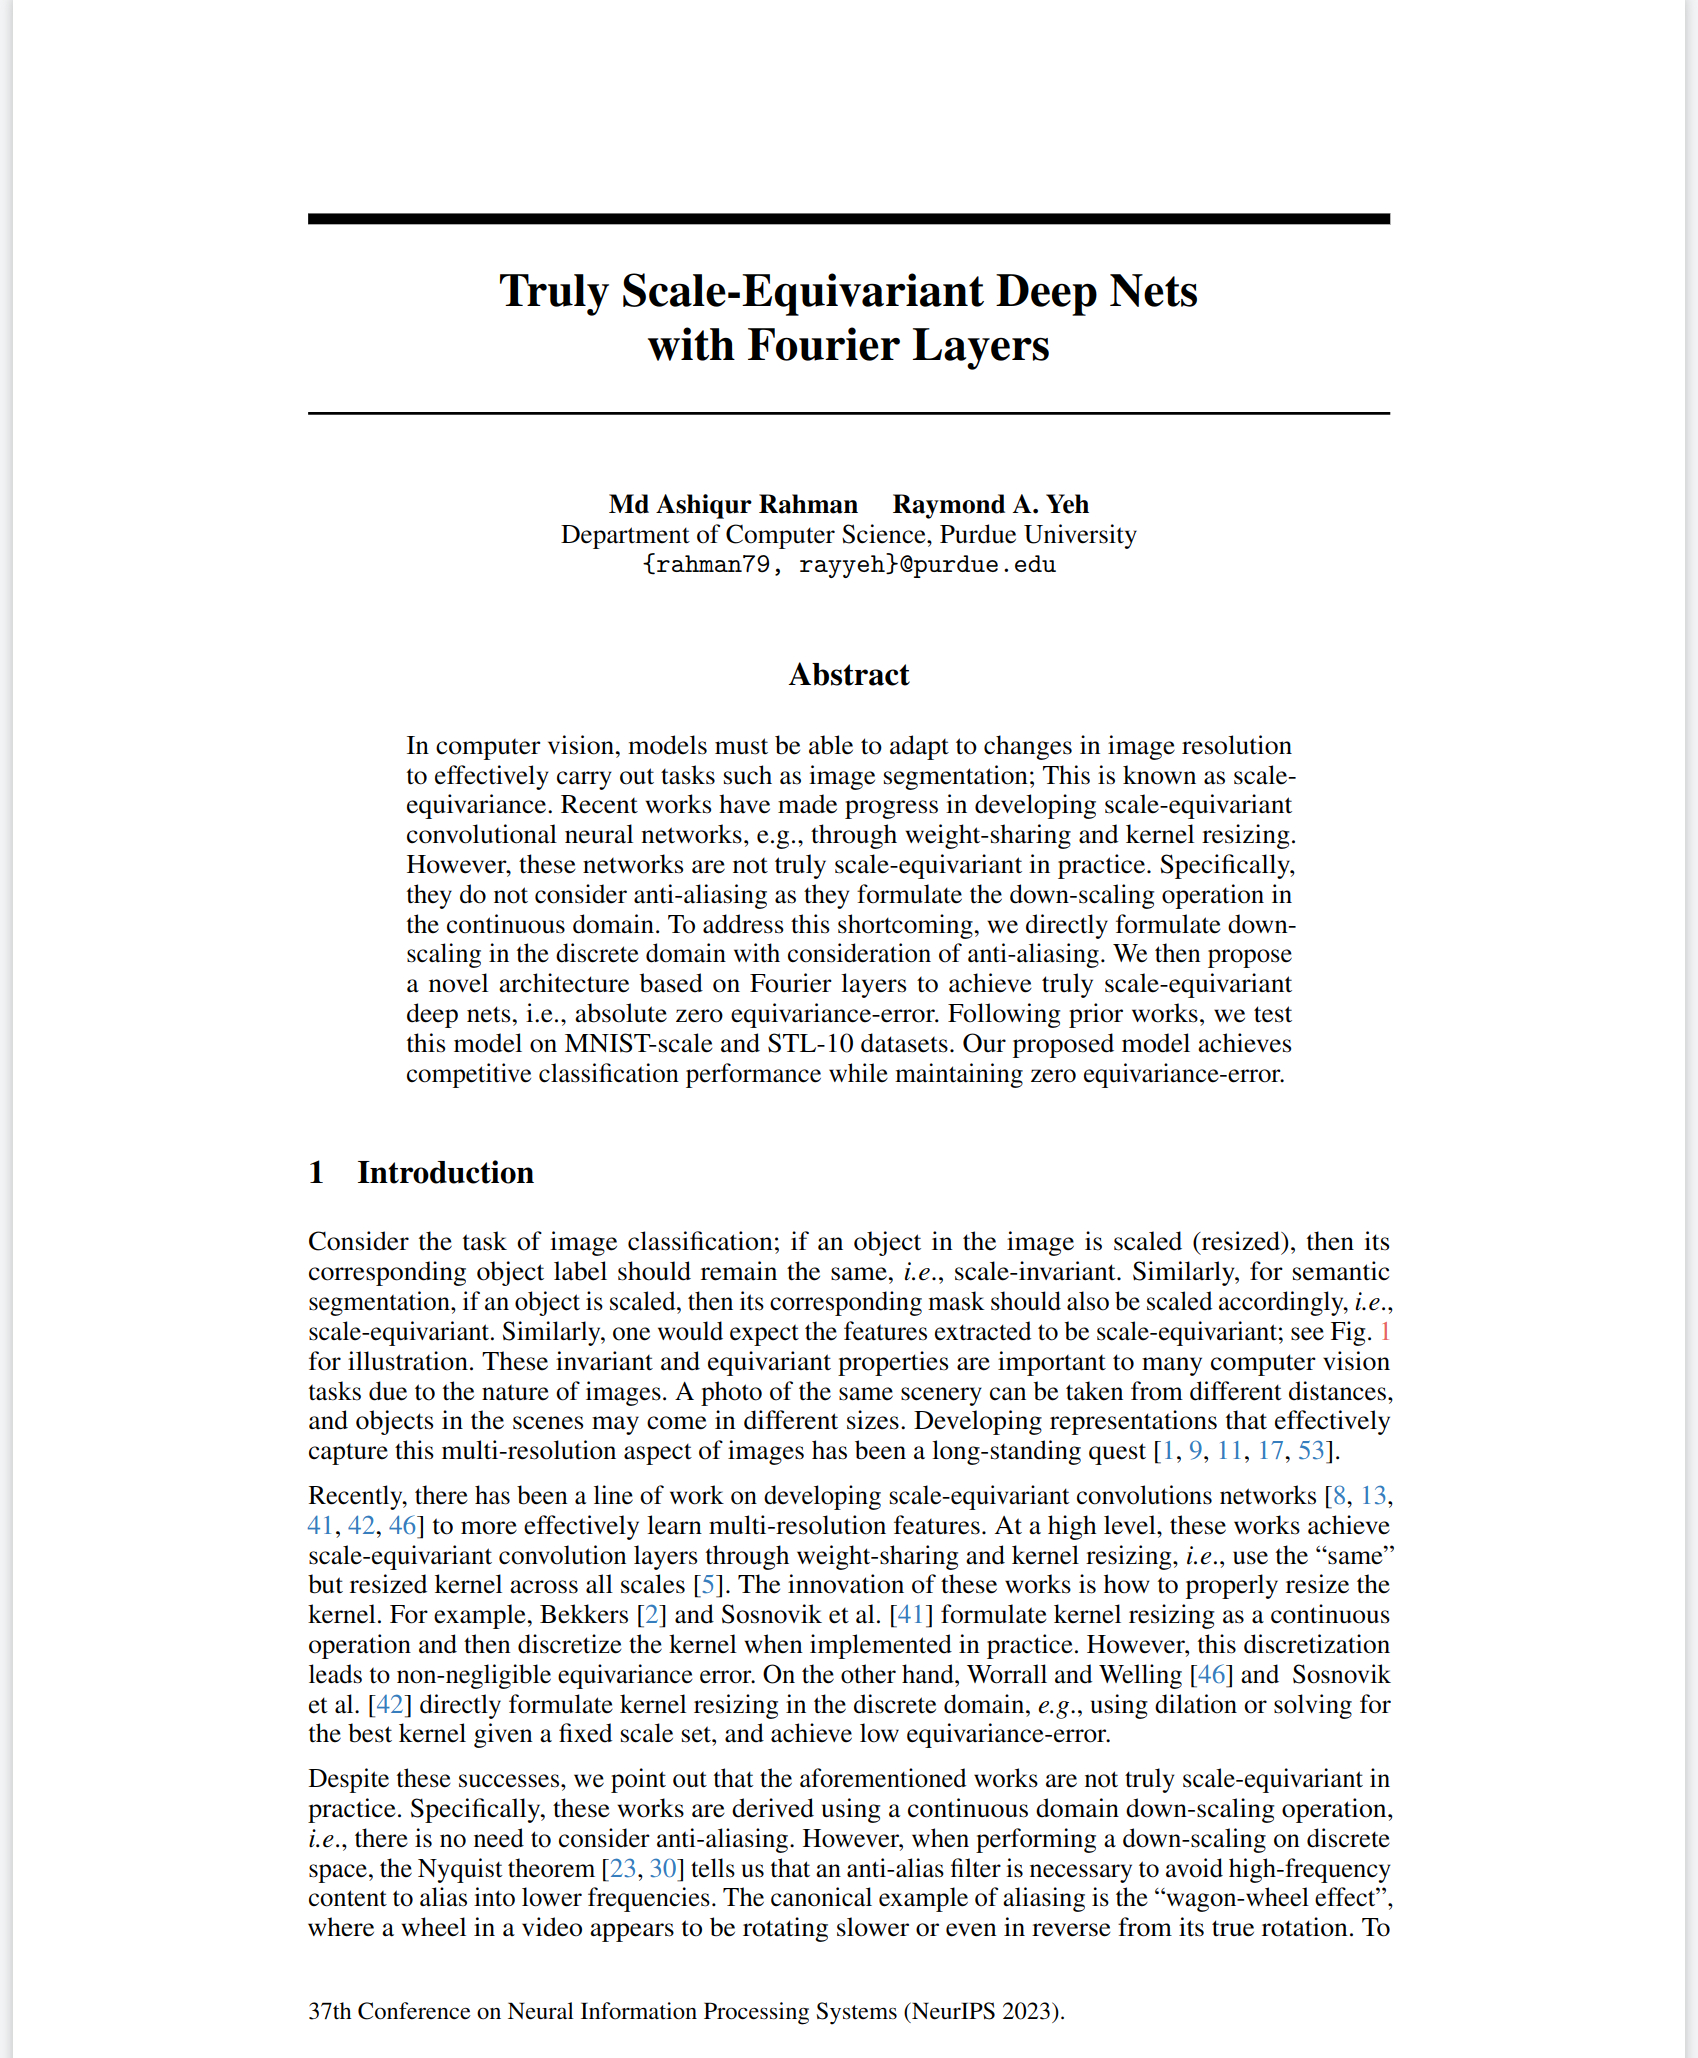 Truly Scale-Equivariant Deep Nets
with Fourier Layers
Md Ashiqur Rahman Raymond A. Yeh
Department of Computer Science, Purdue University
{rahman79, rayyeh}@purdue.edu
Abstract
In computer vision, models must be able to adapt to changes in image resolution
to effectively carry out tasks such as image segmentation; This is known as scale-
equivariance. Recent works have made progress in developing scale-equivariant
convolutional neural networks, e.g., through weight-sharing and kernel resizing.
However, these networks are not truly scale-equivariant in practice. Specifically,
they do not consider anti-aliasing as they formulate the down-scaling operation in
the continuous domain. To address this shortcoming, we directly formulate down-
scaling in the discrete domain with consideration of anti-aliasing. We then propose
a novel architecture based on Fourier layers to achieve truly scale-equivariant
deep nets, i.e., absolute zero equivariance-error. Following prior works, we test
this model on MNIST-scale and STL-10 datasets. Our proposed model achieves
competitive classification performance while maintaining zero equivariance-error.
1 Introduction
Consider the task of image classification; if an object in the image is scaled (resized), then its
corresponding object label should remain the same, i.e., scale-invariant. Similarly, for semantic
segmentation, if an object is scaled, then its corresponding mask should also be scaled accordingly, i.e.,
scale-equivariant. Similarly, one would expect the features extracted to be scale-equivariant; see Fig. 1
for illustration. These invariant and equivariant properties are important to many computer vision
tasks due to the nature of images. A photo of the same scenery can be taken from different distances,
and objects in the scenes may come in different sizes. Developing representations that effectively
capture this multi-resolution aspect of images has been a long-standing quest [1, 9, 11, 17, 53].
Recently, there has been a line of work on developing scale-equivariant convolutions networks [8, 13,
41, 42, 46] to more effectively learn multi-resolution features. At a high level, these works achieve
scale-equivariant convolution layers through weight-sharing and kernel resizing, i.e., use the “same”
but resized kernel across all scales [5]. The innovation of these works is how to properly resize the
kernel. For example, Bekkers [2] and Sosnovik et al. [41] formulate kernel resizing as a continuous
operation and then discretize the kernel when implemented in practice. However, this discretization
leads to non-negligible equivariance error. On the other hand, Worrall and Welling [46] and Sosnovik
et al. [42] directly formulate kernel resizing in the discrete domain, e.g., using dilation or solving for
the best kernel given a fixed scale set, and achieve low equivariance-error.
Despite these successes, we point out that the aforementioned works are not truly scale-equivariant in
practice. Specifically, these works are derived using a continuous domain down-scaling operation,
i.e., there is no need to consider anti-aliasing. However, when performing a down-scaling on discrete
space, the Nyquist theorem [23, 30] tells us that an anti-alias filter is necessary to avoid high-frequency
content to alias into lower frequencies. The canonical example of aliasing is the “wagon-wheel effect”,
where a wheel in a video appears to be rotating slower or even in reverse from its true rotation. To
37th Conference on Neural Information Processing Systems (NeurIPS 2023).